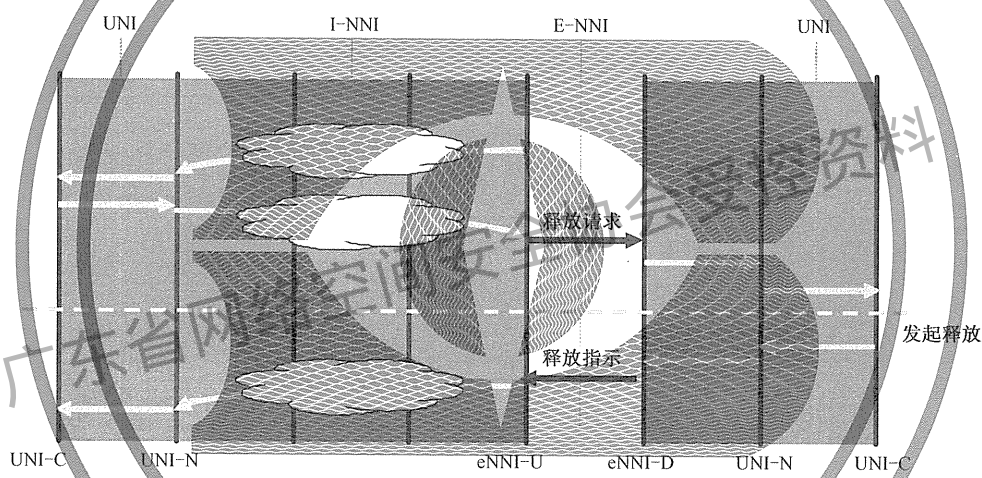 UNI
I-NNI
E-NNI
UNI
释放请求
发起释放
释放指示
UNI-C
UNI-N
eNNI-U
eNNI-D
UNI-N
UNI-C
广东省网络空间安全协会受控资料